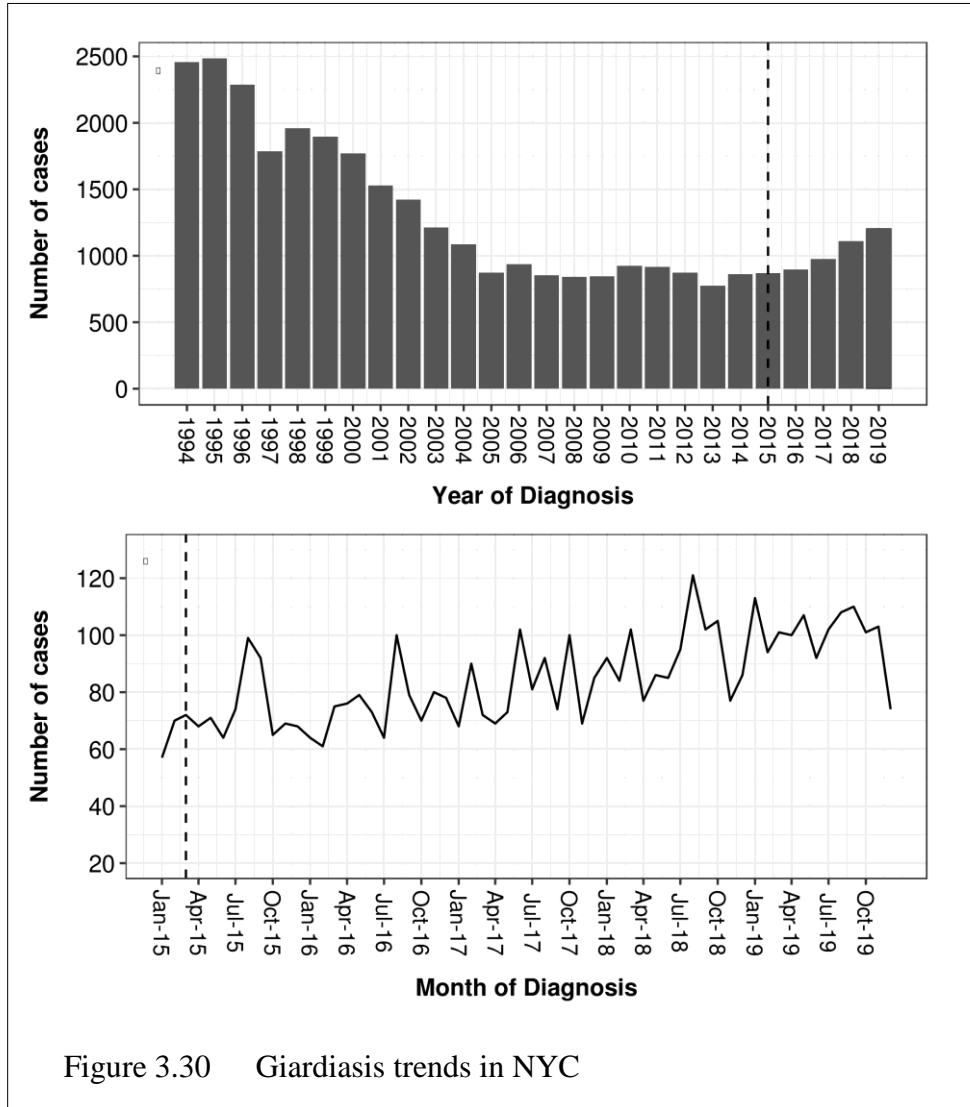 2500
2000
1500
1000
500
0
Number of cases
1994
1995
1996
1997
1998
1999
2000
2001
2002
2003
2004
2005
2006
2007
2008
2009
2010
2011
2012
2013
2014
2015
2016
2017
2018
2019
Year of Diagnosis
120
100
80
60
40
20
Number of cases
Jan-15
Apr-15
Jul-15
Oct-15
Jan-16
Apr-16
Jul-16
Oct-16
Jan-17
Apr-17
Jul-17
Oct-17
Jan-18
Apr-18
Jul-18
Oct-18
Jan-19
Apr-19
Jul-19
Oct-19
Month of Diagnosis
Figure 3.30 Giardiasis trends in NYC